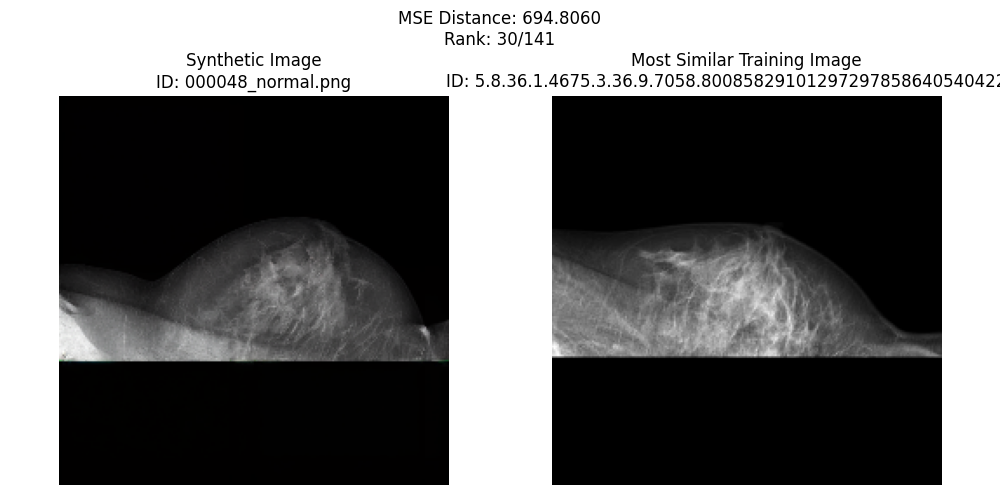 MSE Distance: 694.8060
Rank: 30/141
Synthetic Image
ID: 000048_normal.png
Most Similar Training Image
ID: 5.8.36.1.4675.3.36.9.7058.80085829101297297858640540422